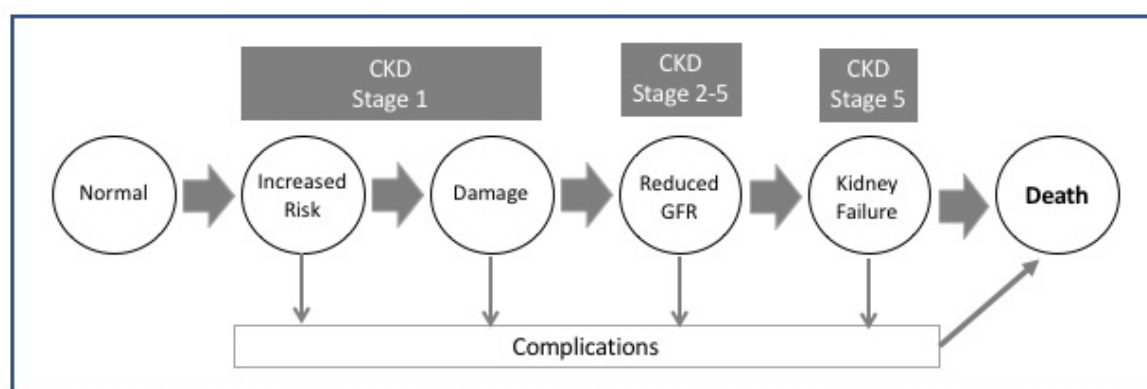 CKD
Stage 1
CKD
Stage 2-5
CKD
Stage 5
Normal
Increased
Risk
Damage
Reduced
GFR
Kidney
Failure
Death
Complications